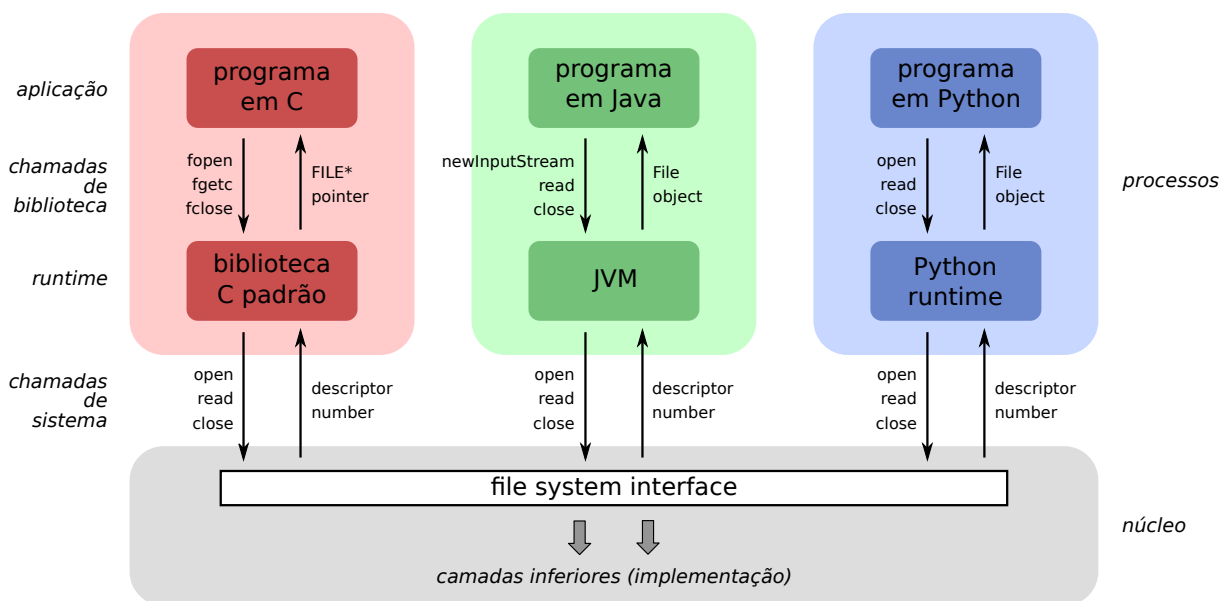 programa
em C
programa
em Java
programa
em Python
aplicação
chamadas
de
biblioteca
fopen
fgetc
fclose
FILE*
pointer
newInputStream
read
close
File
object
open
read
close
File
object
processos
runtime
biblioteca
C padrão
JVM
Python
runtime
chamadas
de
sistema
open
read
close
descriptor
number
open
read
close
descriptor
number
open
read
close
descriptor
number
file system interface
núcleo
camadas inferiores (implementação)